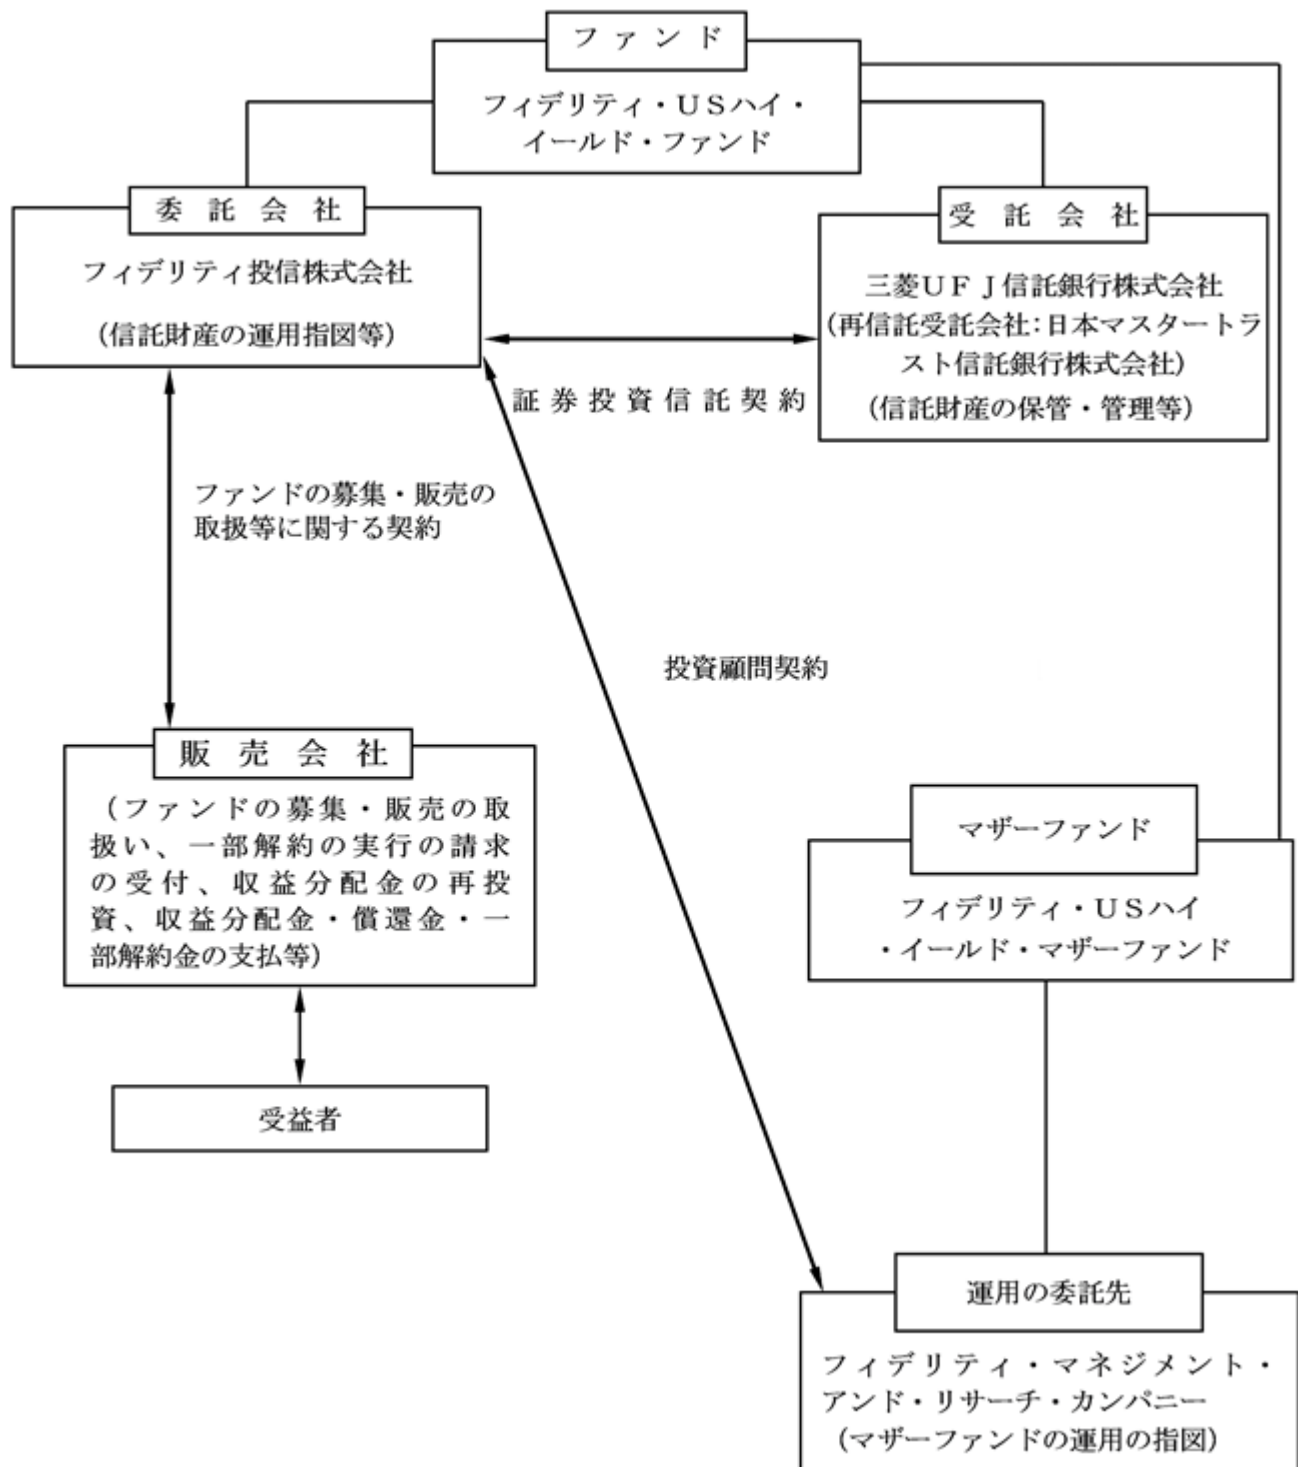 ファンド
フィデリティ・ＵＳハイ・
イールド・ファンド
委託会社
フィデリティ投信株式会社
（信託財産の運用指図等）
受託会社
三菱ＵＦＪ信託銀行株式会社
（再信託受託会社：日本マスタートラ
スト信託銀行株式会社）
（信託財産の保管・管理等）
証券投資信託契約
ファンドの募集・販売の
取扱等に関する契約
投資顧問契約
販売会社
（ファンドの募集・販売の取
扱い、一部解約の実行の請求
の受付、収益分配金の再投
資、収益分配金・償還金・一
部解約金の支払等）
受益者
マザーファンド
フィデリティ・ＵＳハイ
・イールド・マザーファンド
運用の委託先
フィデリティ・マネジメント・
アンド・リサーチ・カンパニー
（マザーファンドの運用の指図）